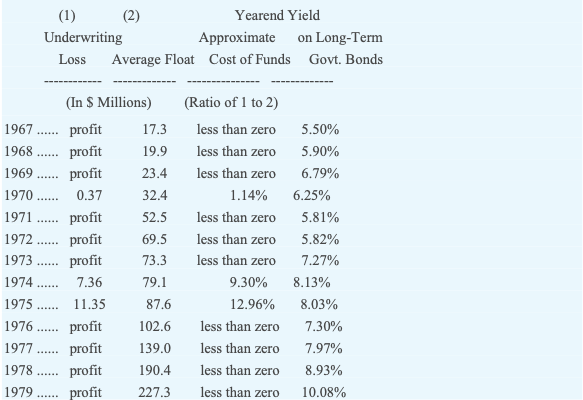 (1) (2) Yearend Yield
Underwriting Approximate on Long-Term
Loss Average Float Cost of Funds Govt. Bonds
------------ ------------- --------------- -------------
(In $ Millions) (Ratio of 1 to 2)
1967 ...... profit 17.3 less than zero 5.50%
1968 ...... profit 19.9 less than zero 5.90%
1969 ...... profit 23.4 less than zero 6.79%
1970 ...... 0.37 32.4 1.14% 6.25%
1971 ...... profit 52.5 less than zero 5.81%
1972 ...... profit 69.5 less than zero 5.82%
1973 ...... profit 73.3 less than zero 7.27%
1974 ...... 7.36 79.1 9.30% 8.13%
1975 ...... 11.35 87.6 12.96% 8.03%
1976 ...... profit 102.6 less than zero 7.30%
1977 ...... profit 139.0 less than zero 7.97%
1978 ...... profit 190.4 less than zero 8.93%
1979 ...... profit 227.3 less than zero 10.08%